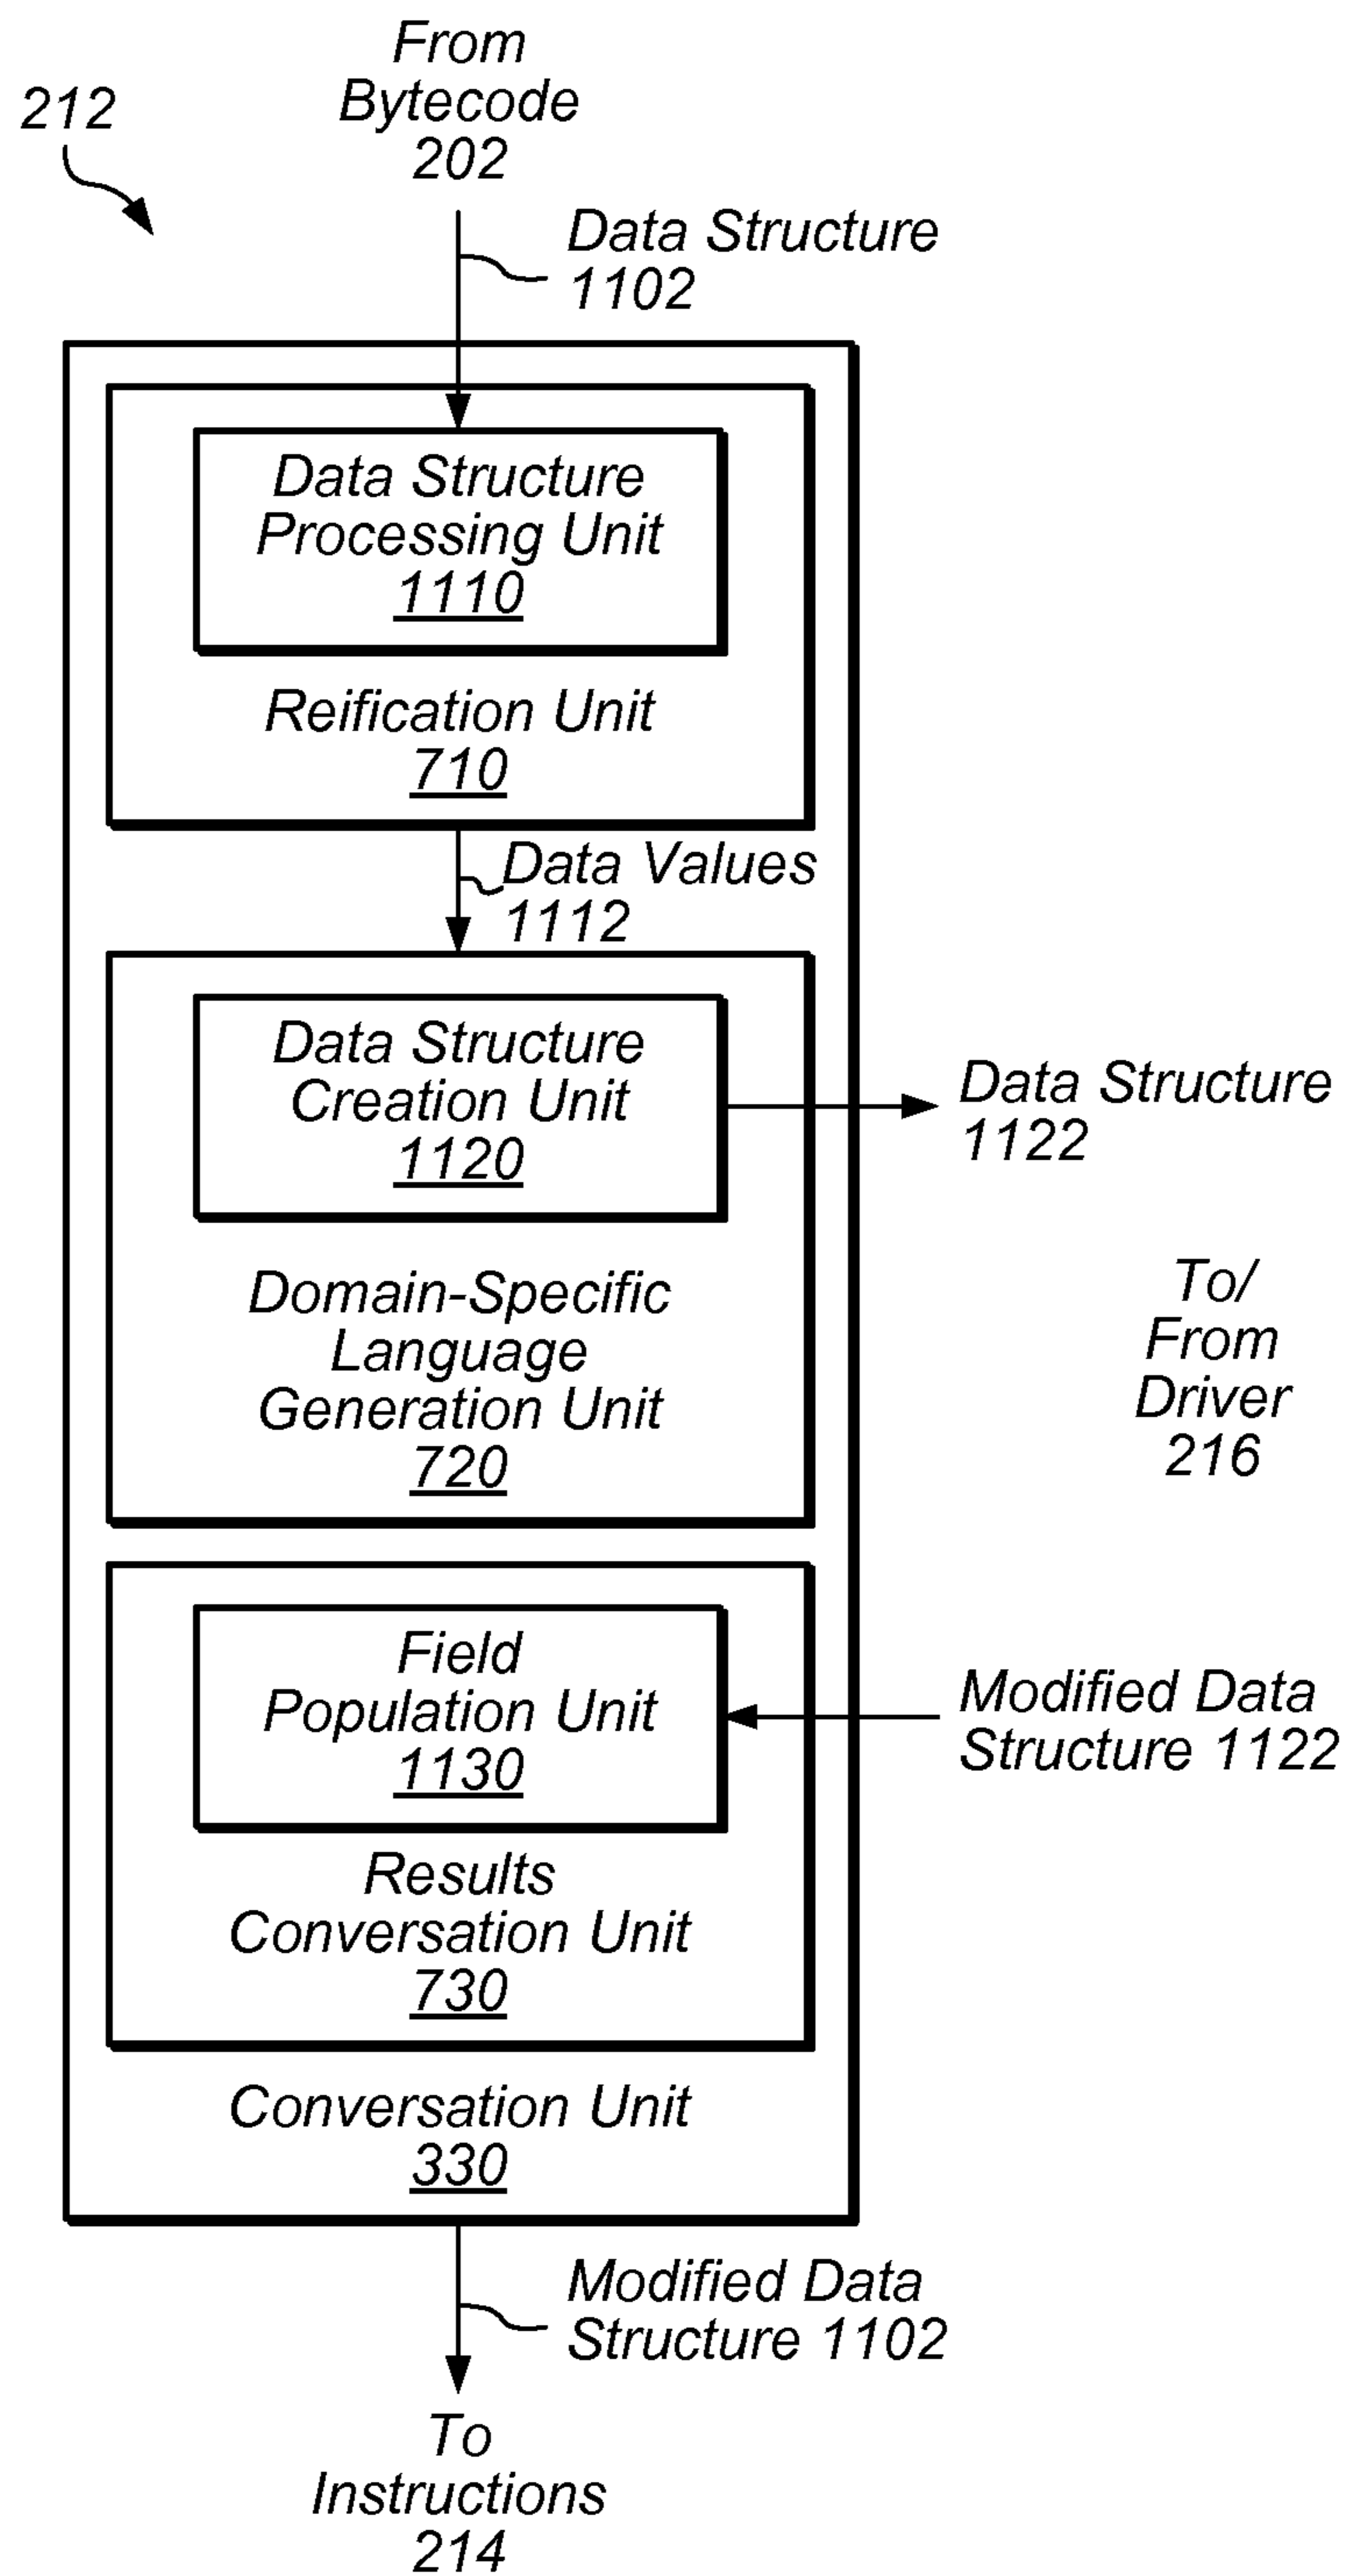 From
Bytecode
202
212
Data Structure
1102
Data Structure
Processing Unit
1110
Reification Unit
710
Data Values
1112
Data Structure
Creation Unit
1120
Data Structure
1122
Domain-Specific
Language
Generation Unit
720
To/
From
Driver
216
Field
Population Unit
1130
Modified Data
Structure 1122
Results
Conversation Unit
730
Conversation Unit
330
Modified Data
Structure 1102
To
Instructions
214